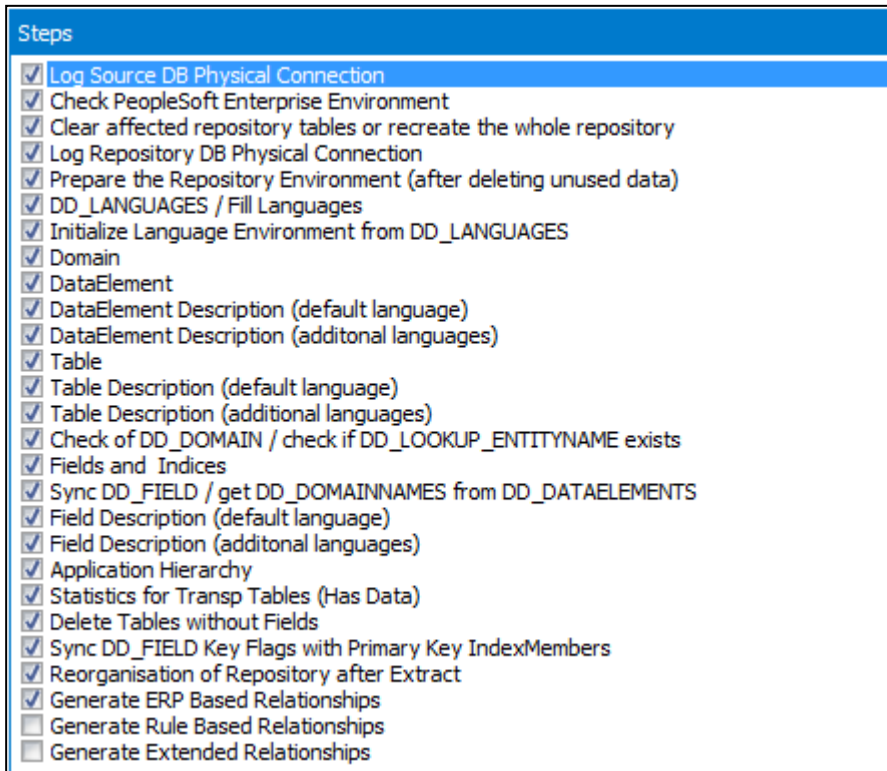 Steps
Log Source DB Physical Connection
Check PeopleSoft Enterprise Environment
Clear affected repository tables or recreate the whole repository
Log Repository DB Physical Connection
Prepare the Repository Environment (after deleting unused data)
DD_LANGUAGES / Fill Languages
Initialize Language Environment from DD_LANGUAGES
Domain
DataElement
DataElement Description (default language)
DataElement Description (additonal languages)
Table
Table Description (default language)
Table Description (additional languages)
Check of DD_DOMAIN / check if DD_LOOKUP_ENTITYNAME exists
Fields and  Indices
Sync DD_FIELD / get DD_DOMAINNAMES from DD_DATAELEMENTS
Field Description (default language)
Field Description (additonal languages)
Application Hierarchy
Statistics for Transp Tables (Has Data)
Delete Tables without Fields
Sync DD_FIELD Key Flags with Primary Key IndexMembers
Reorganisation of Repository after Extract
Generate ERP Based Relationships
Generate Rule Based Relationships
Generate Extended Relationships